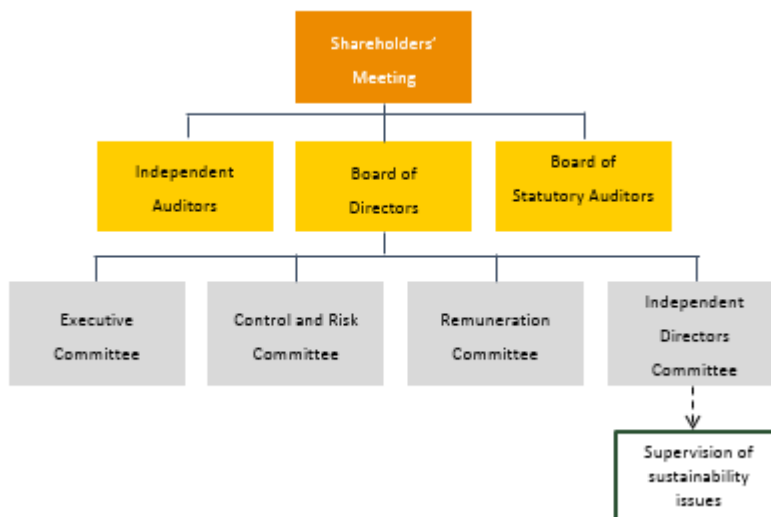 Shareholders'
Meeting
Independent
Auditors
Board of
Directors
Board of
Statutory Auditors
Executive
Committee
Control and Risk
Committee
Remuneration
Committee
Independent
Directors
Committee
Supervision of
sustainability
issues